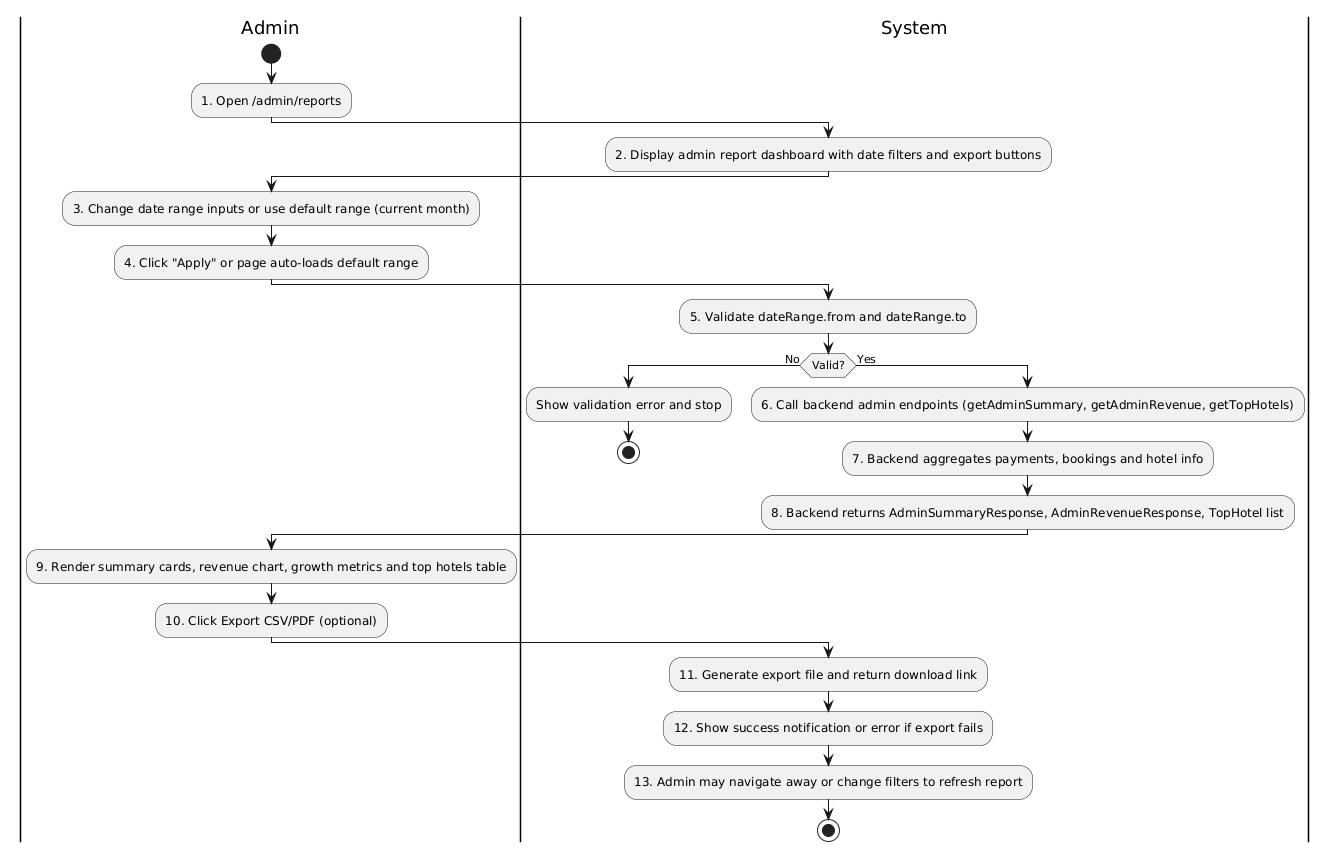 Admin
System
1. Open /admin/reports
2. Display admin report dashboard with date filters and export buttons
3. Change date range inputs or use default range (current month)
4. Click "Apply" or page auto-loads default range
5. Validate dateRange.from and dateRange.to
No
Valid?
Yes
Show validation error and stop
6. Call backend admin endpoints (getAdminSummary, getAdminRevenue, getTopHotels)
7. Backend aggregates payments, bookings and hotel info
8. Backend returns AdminSummaryResponse, AdminRevenueResponse, TopHotel list
9. Render summary cards, revenue chart, growth metrics and top hotels table
10. Click Export CSV/PDF (optional)
11. Generate export file and return download link
12. Show success notification or error if export fails
13. Admin may navigate away or change filters to refresh report